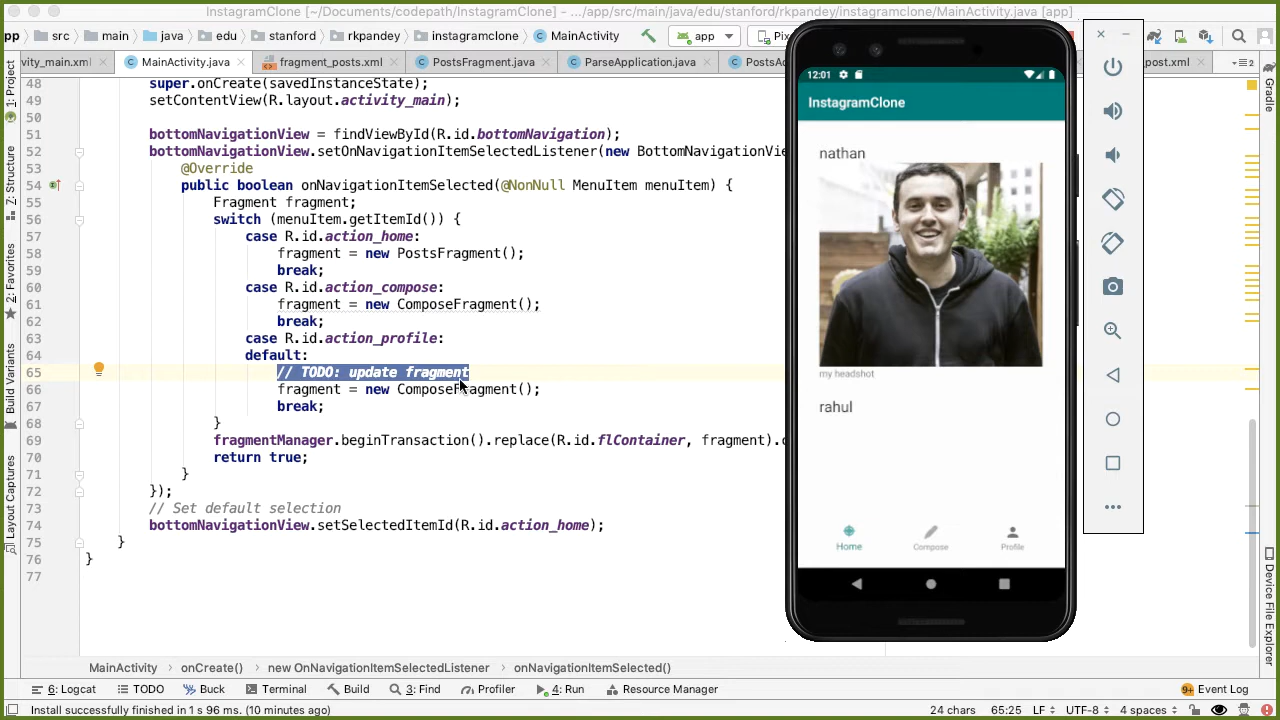 InstagramClone [~/Documents/codepath/InstagramClone] - .../app/src/main/java/edu/stanford/rkpandey/instagramclone/MainActivity.java [app]
pp src main java edu stanford rkpandey instagramclone MainActivity app Pix
vity_main.xml MainActivity.java fragment_posts.xml PostsFragment.java ParseApplication.java PostsAd post.xml 2
48 super.onCreate(savedInstanceState);
49 setContentView(R.layout.activity_main);
50
51 bottomNavigationView = findViewById(R.id.bottomNavigation);
52 bottomNavigationView.setOnNavigationItemSelectedListener(new BottomNavigationVie
53 @Override
54 public boolean onNavigationItemSelected(@NonNull MenuItem menuItem) {
55 Fragment fragment;
56 switch (menuItem.getItemId()) {
57 case R.id.action_home:
58 fragment = new PostsFragment();
59 break;
60 case R.id.action_compose:
61 fragment = new ComposeFragment();
62 break;
63 case R.id.action_profile:
64 default:
65 // TODO: update fragment
66 fragment = new ComposeFragment();
67 break;
68 }
69 fragmentManager.beginTransaction().replace(R.id.flContainer, fragment).c
70 return true;
71 }
72 });
73 // Set default selection
74 bottomNavigationView.setSelectedItemId(R.id.action_home);
75 }
76 }
77
1: Project
7: Structure
2: Favorites
Build Variants
Layout Captures
12:01
InstagramClone
nathan
my headshot
rahul
Home Compose Profile
Gradle
Device File Explorer
MainActivity onCreate() new OnNavigationItemSelectedListener onNavigationItemSelected()
6: Logcat TODO Buck Terminal Build 3: Find Profiler 4: Run Resource Manager 9+ Event Log
Install successfully finished in 1 s 96 ms. (10 minutes ago) 24 chars 65:25 LF UTF-8 4 spaces